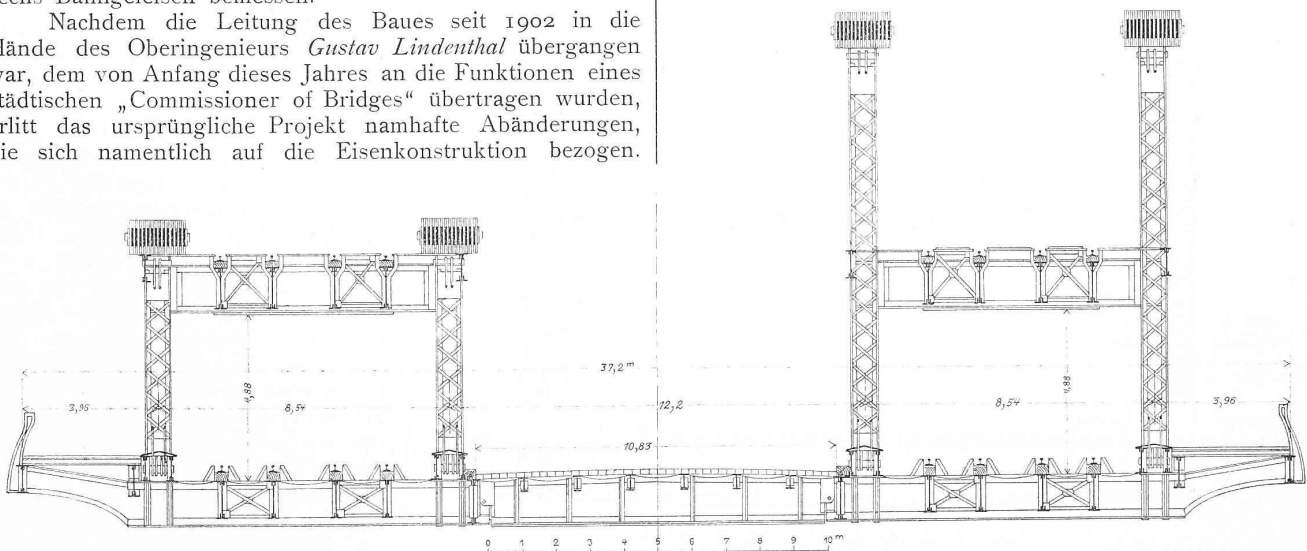 Nachdem die Leitung des Baues seit 1902 in die
Hände des Oberingenieurs Gustav Lindenthal übergangen
war, dem von Anfang dieses Jahres an die Funktionen eines
städtischen „Commissioner of Bridges“ übertragen wurden,
erlitt das ursprüngliche Projekt namhafte Abänderungen,
die sich namentlich auf die Eisenkonstruktion bezogen.
37,2 m
3,96 4,88 8,54 12,2 8,54 4,88 3,96
10,83
0 1 2 3 4 5 6 7 8 9 10 m